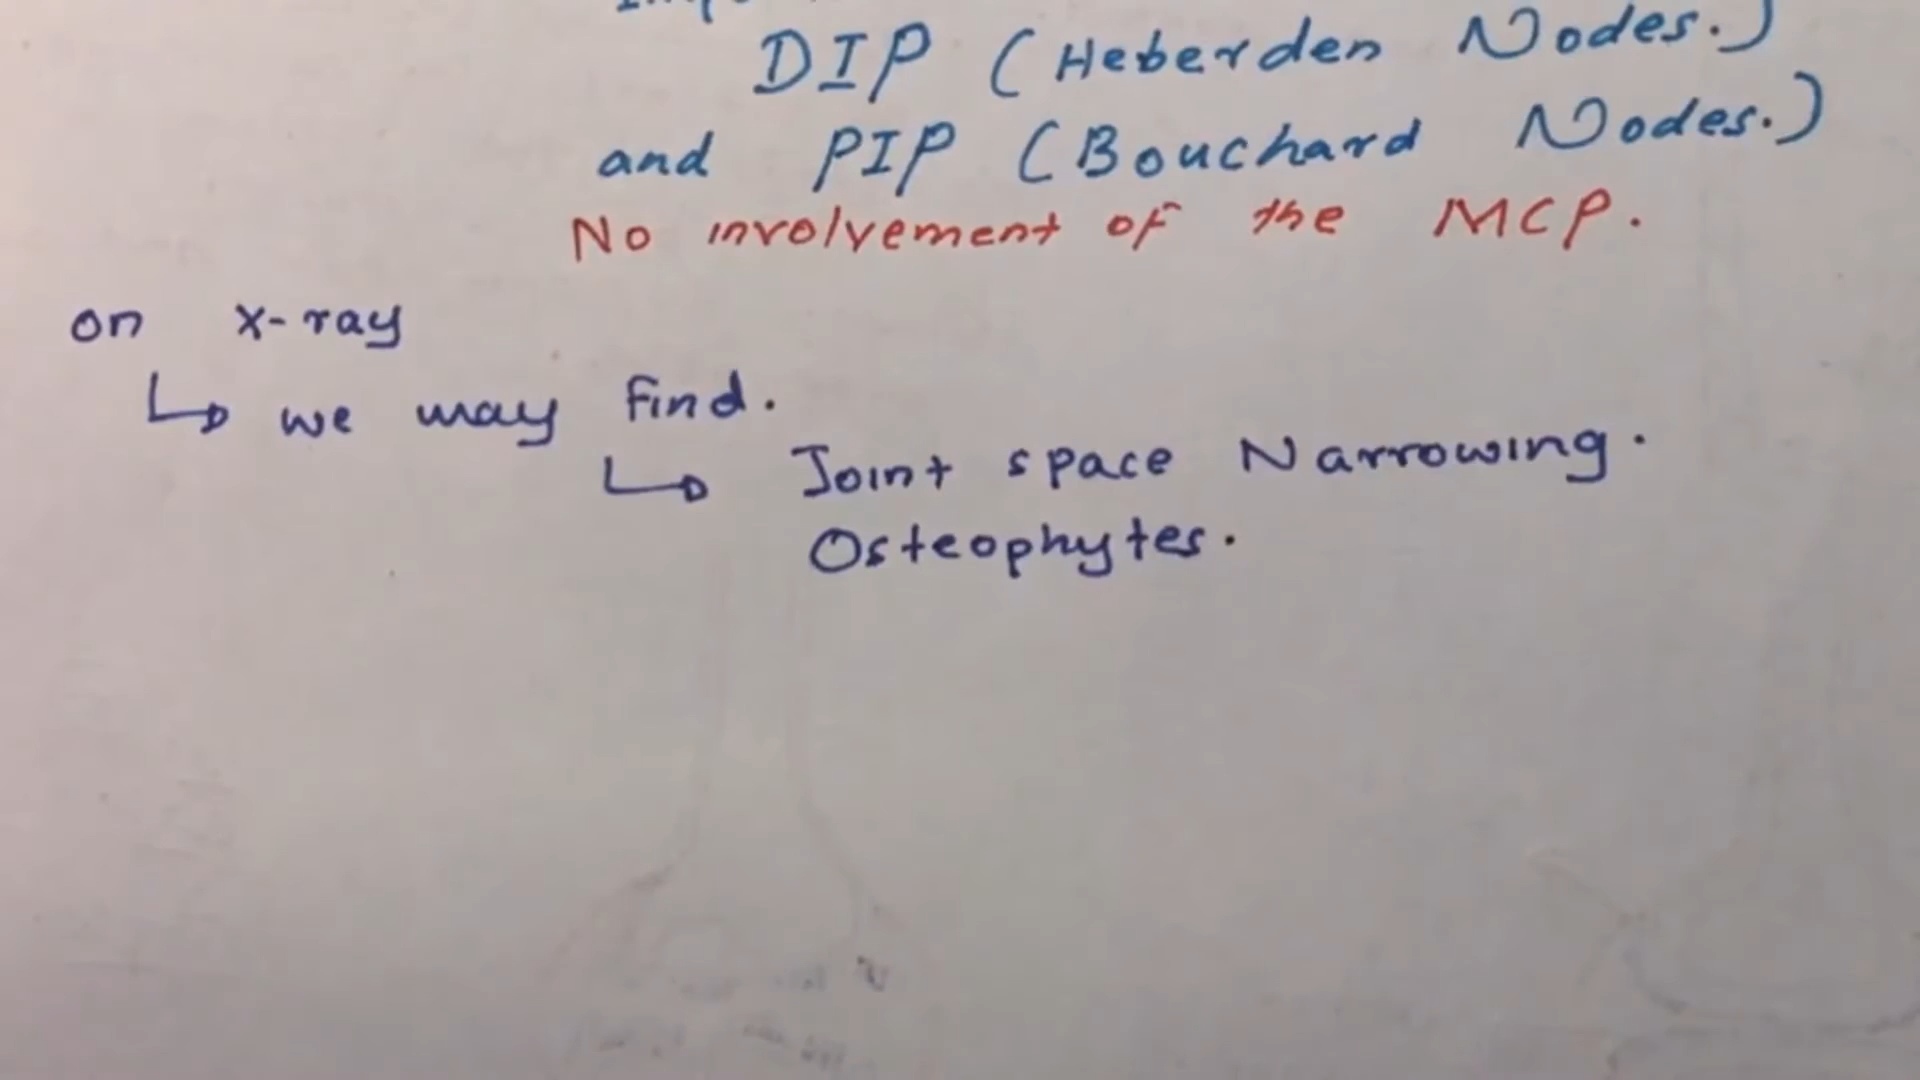 DIP (Heberden Nodes.)
and PIP (Bouchard Nodes.)
No involvement of the MCP.
on x-ray
we may find.
Joint space Narrowing.
Osteophytes.